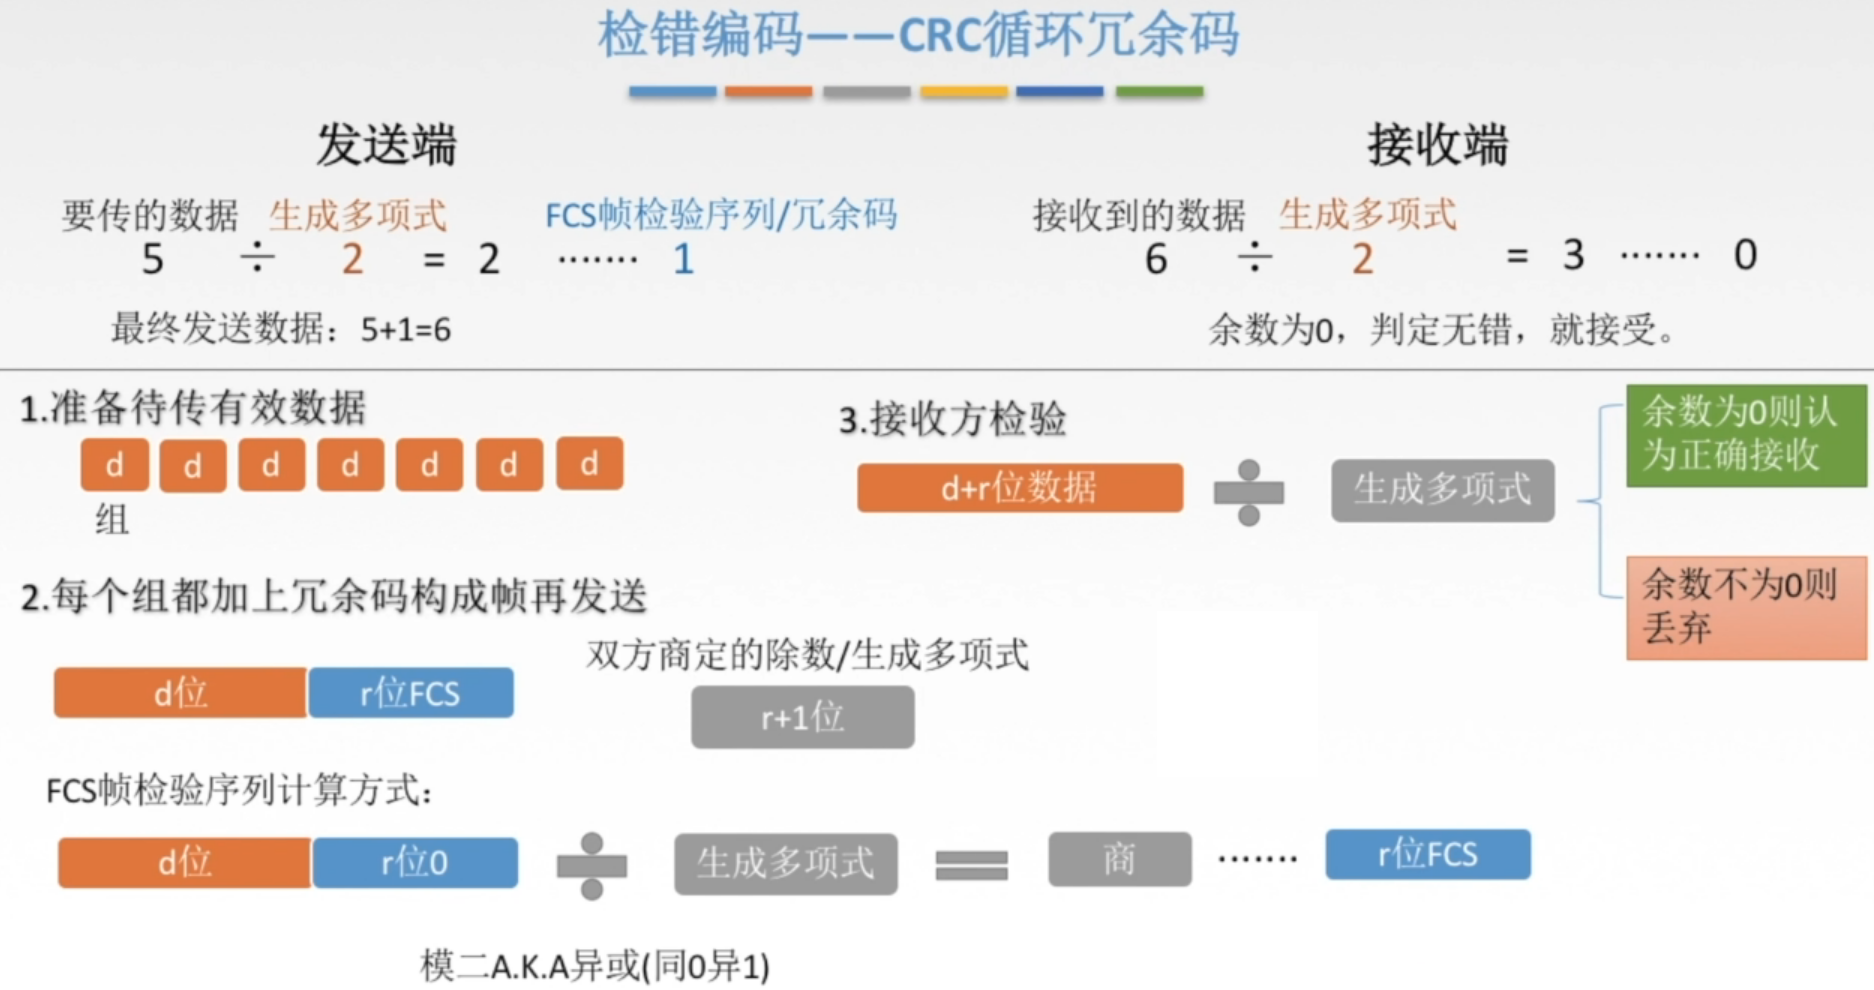 检错编码——CRC循环冗余码
发送端
要传的数据 生成多项式 FCS帧检验序列/冗余码
5 ÷ 2 = 2 ······· 1
最终发送数据：5+1=6
接收端
接收到的数据 生成多项式
6 ÷ 2 = 3 ······· 0
余数为0，判定无错，就接受。
1.准备待传有效数据
d d d d d d d
组
2.每个组都加上冗余码构成帧再发送
d位 r位FCS
双方商定的除数/生成多项式
r+1位
FCS帧检验序列计算方式：
d位 r位0 ÷ 生成多项式 = 商 ······· r位FCS
模二A.K.A异或(同0异1)
3.接收方检验
d+r位数据 ÷ 生成多项式
余数为0则认
为正确接收
余数不为0则
丢弃